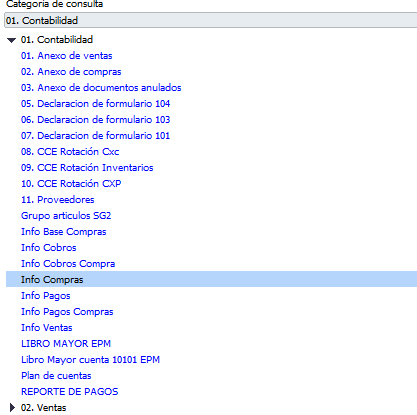 Categoría de consulta
01. Contabilidad
01. Contabilidad
01. Anexo de ventas
02. Anexo de compras
03. Anexo de documentos anulados
05. Declaracion de formulario 104
06. Declaracion de formulario 103
07. Declaracion de formulario 101
08. CCE Rotación Cxc
09. CCE Rotación Inventarios
10. CCE Rotación CXP
11. Proveedores
Grupo articulos SG2
Info Base Compras
Info Cobros
Info Cobros Compra
Info Compras
Info Pagos
Info Pagos Compras
Info Ventas
LIBRO MAYOR EPM
Libro Mayor cuenta 10101 EPM
Plan de cuentas
REPORTE DE PAGOS
02. Ventas